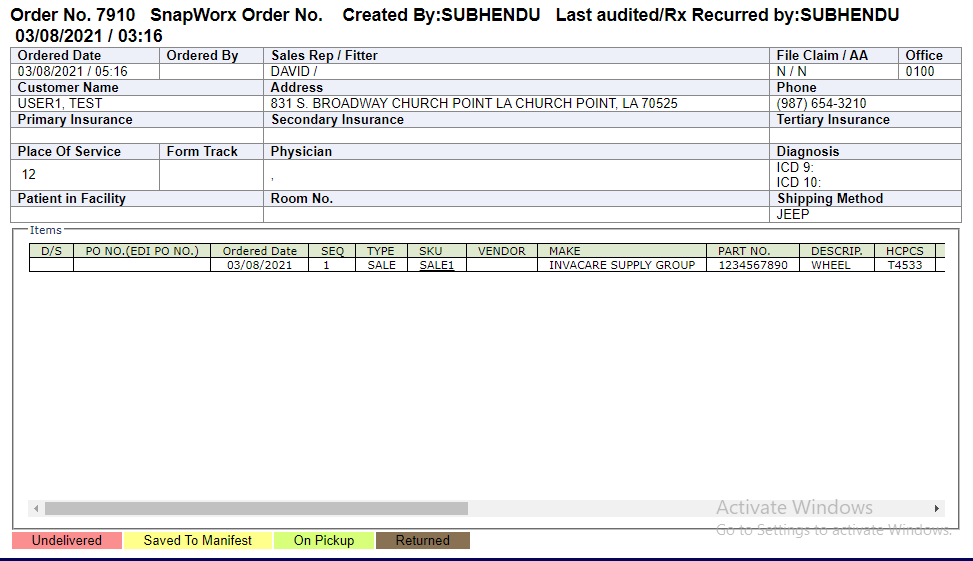 Order No. 7910 SnapWorx Order No. Created By:SUBHENDU Last audited/Rx Recurred by:SUBHENDU
03/08/2021 / 03:16
Ordered Date Ordered By Sales Rep / Fitter File Claim / AA Office
03/08/2021 / 05:16 DAVID / N / N 0100
Customer Name Address Phone
USER1, TEST 831 S. BROADWAY CHURCH POINT LA CHURCH POINT, LA 70525 (987) 654-3210
Primary Insurance Secondary Insurance Tertiary Insurance
Place Of Service Form Track Physician Diagnosis
12 , ICD 9:
ICD 10:
Patient in Facility Room No. Shipping Method
JEEP
Items
D/S PO NO.(EDI PO NO.) Ordered Date SEQ TYPE SKU VENDOR MAKE PART NO. DESCRIP. HCPCS
03/08/2021 1 SALE SALE1 INVACARE SUPPLY GROUP 1234567890 WHEEL T4533
Activate Windows
Go to Settings to activate Windows.
Undelivered Saved To Manifest On Pickup Returned